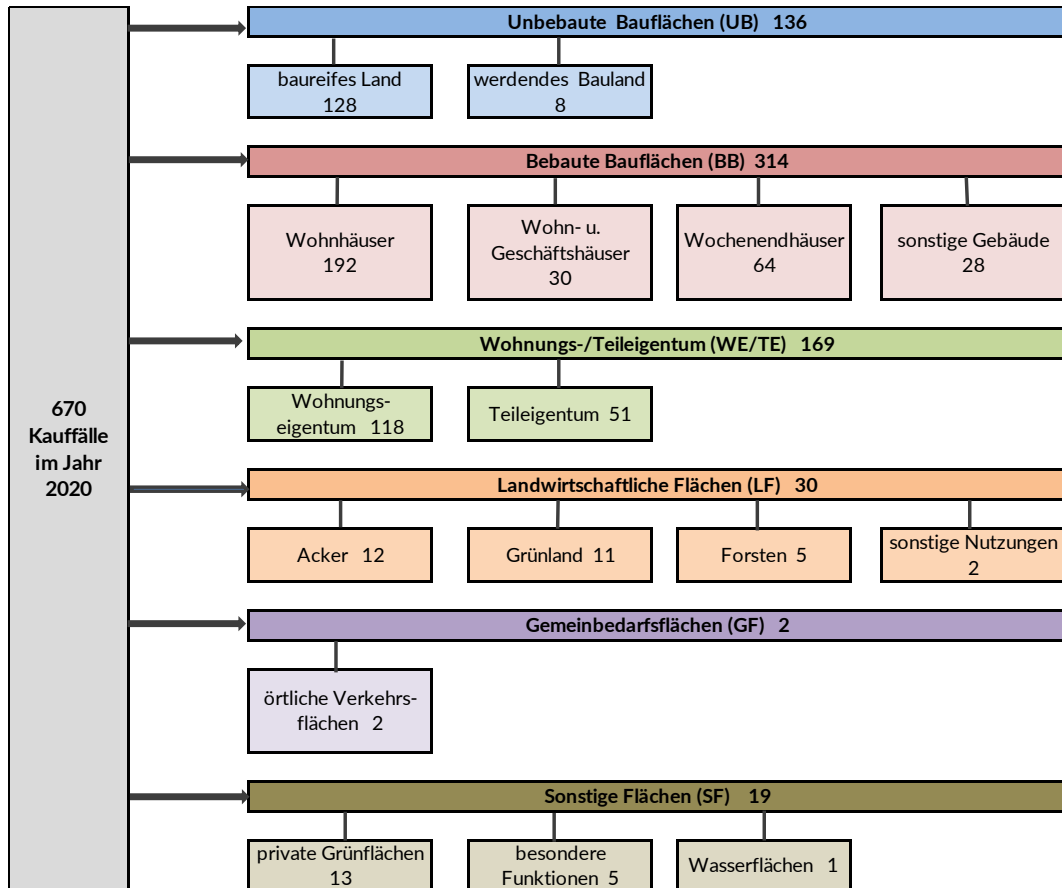 670
Kauffälle
im Jahr
2020
Unbebaute Bauflächen (UB) 136
baureifes Land
128
werdendes Bauland
8
Bebaute Bauflächen (BB) 314
Wohnhäuser
192
Wohn- u.
Geschäftshäuser
30
Wochenendhäuser
64
sonstige Gebäude
28
Wohnungs-/Teileigentum (WE/TE) 169
Wohnungs-
eigentum 118
Teileigentum 51
Landwirtschaftliche Flächen (LF) 30
Acker 12
Grünland 11
Forsten 5
sonstige Nutzungen
2
Gemeinbedarfsflächen (GF) 2
örtliche Verkehrs-
flächen 2
Sonstige Flächen (SF) 19
private Grünflächen
13
besondere
Funktionen 5
Wasserflächen 1